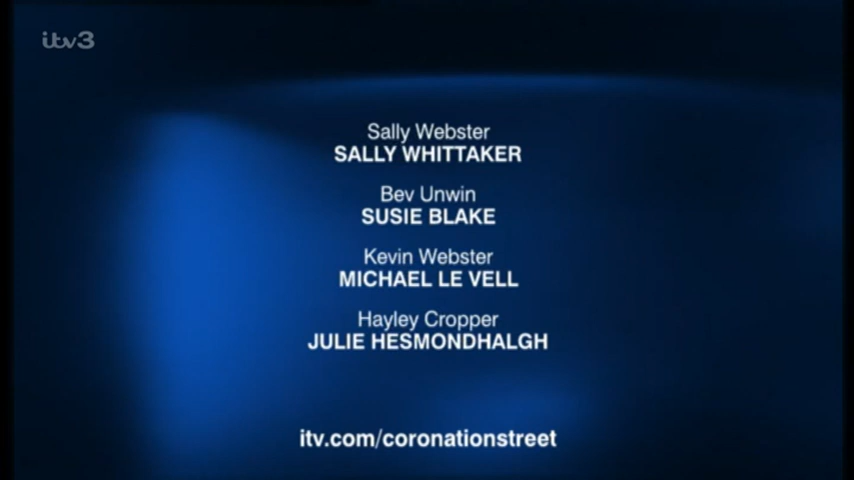 itv3
Sally Webster
SALLY WHITTAKER
Bev Unwin
SUSIE BLAKE
Kevin Webster
MICHAEL LE VELL
Hayley Cropper
JULIE HESMONDHALGH
itv.com/coronationstreet